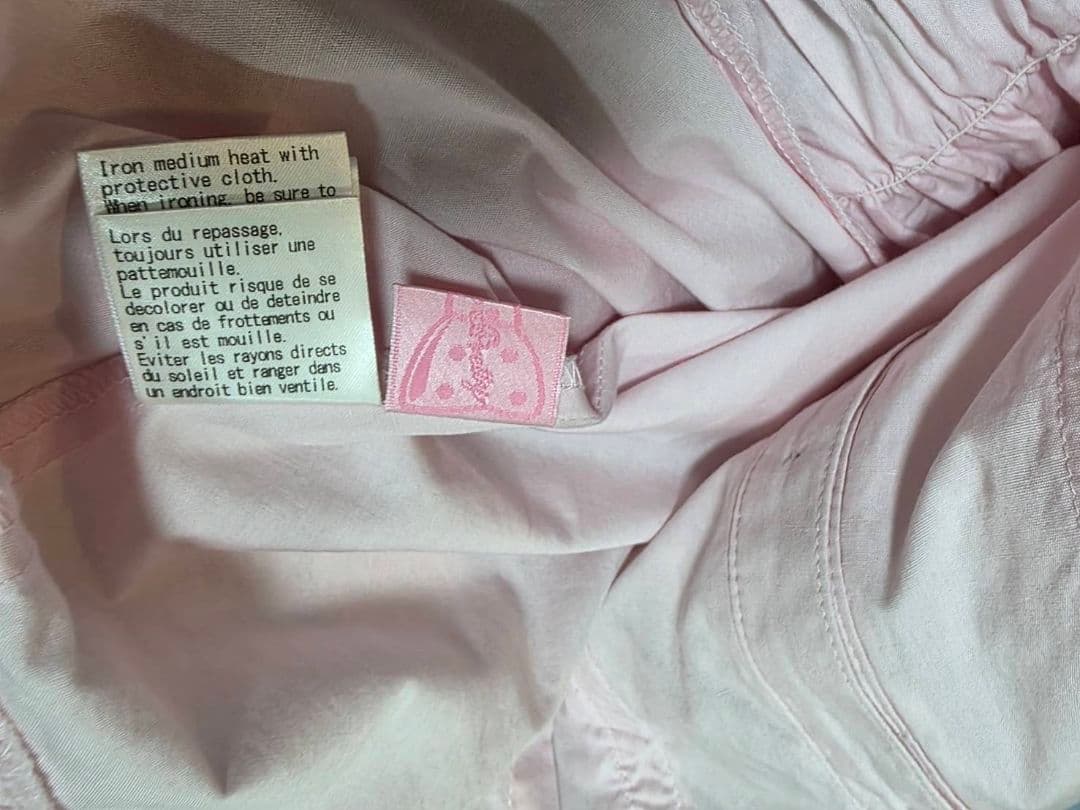 Iron medium heat with
protective cloth.
When ironing, be sure to
Lors du repassage,
toujours utiliser une
pattemouille.
Le produit risque de se
decolorer ou de deteindre
en cas de frottements ou
s' il est mouille.
Eviter les rayons directs
du soleil et ranger dans
un endroit bien ventile.